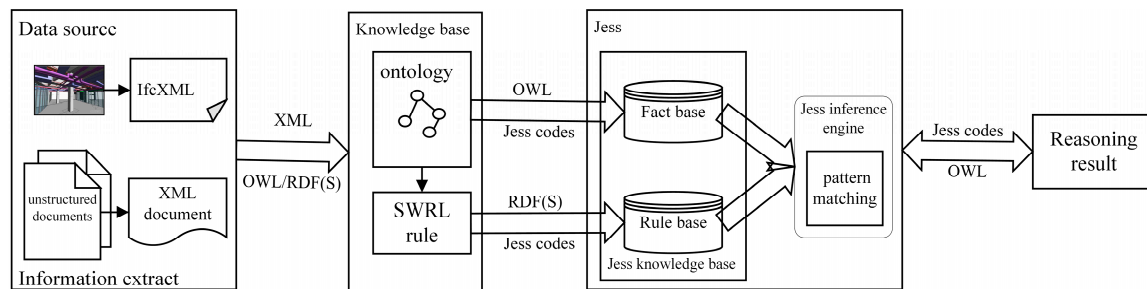 Data source
IfcXML
unstructured
documents
XML
document
Information extract
XML
OWL/RDF(S)
Knowledge base
ontology
SWRL
rule
OWL
Jess codes
RDF(S)
Jess codes
Jess
Fact base
Rule base
Jess knowledge base
Jess inference
engine
pattern
matching
Jess codes
OWL
Reasoning
result